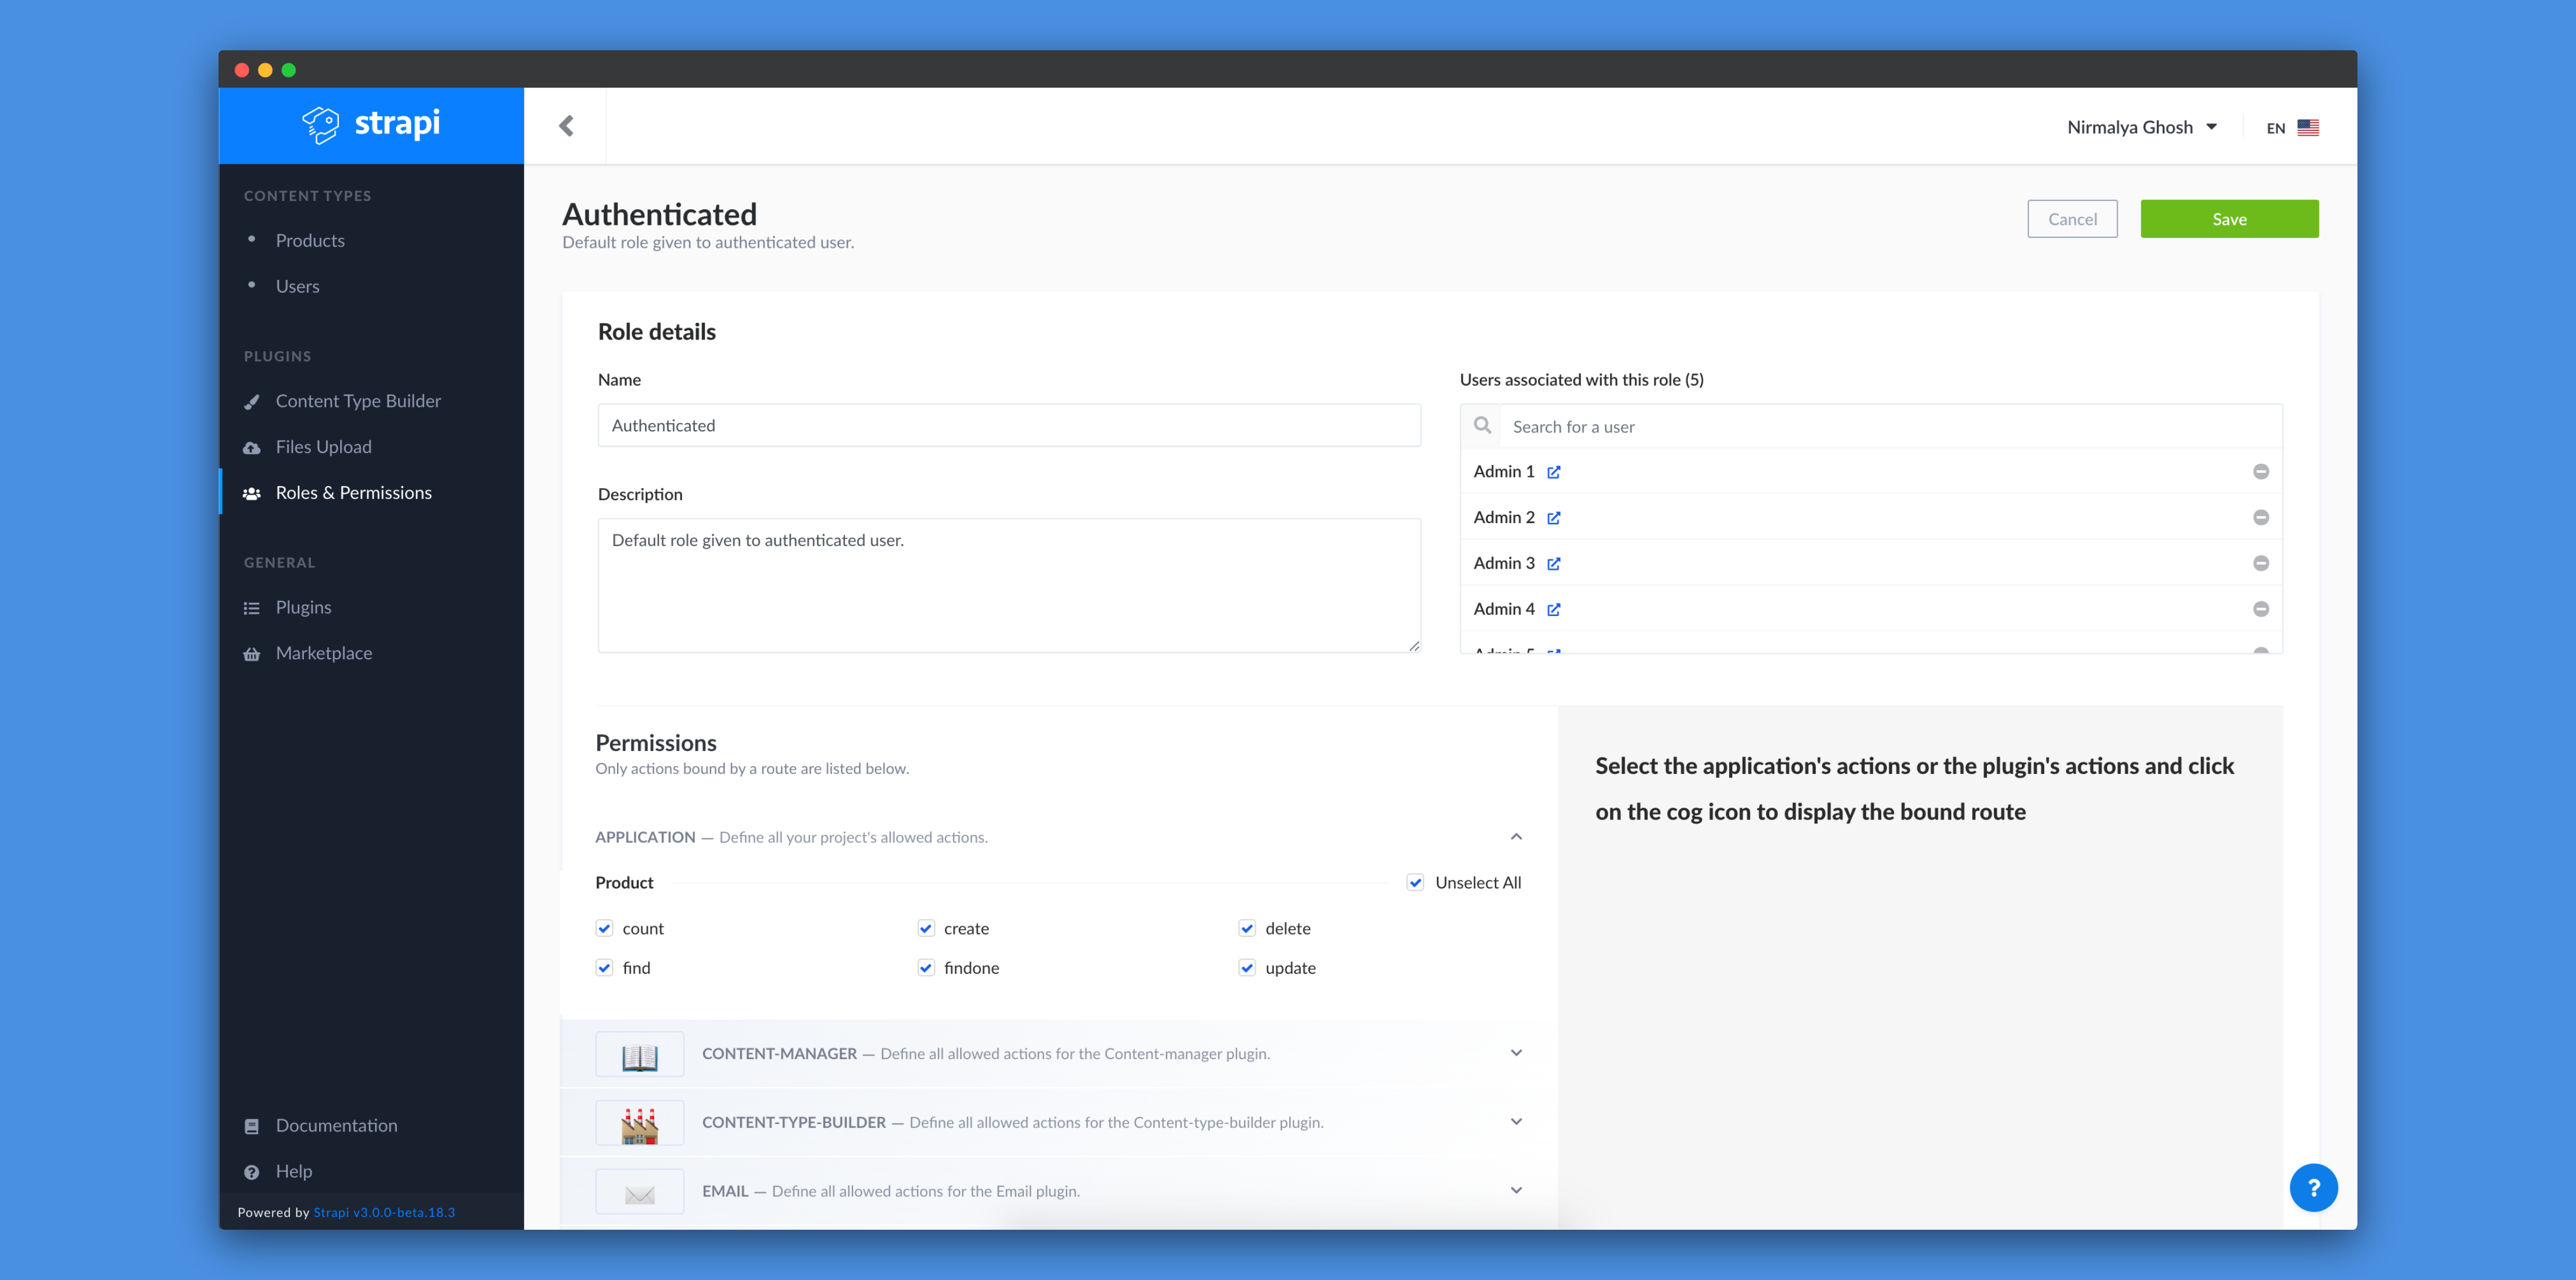 strapi
Nirmalya Ghosh
EN
CONTENT TYPES
Products
Users
PLUGINS
Content Type Builder
Files Upload
Roles & Permissions
GENERAL
Plugins
Marketplace
Documentation
Help
Powered by Strapi v3.0.0-beta.18.3
Authenticated
Default role given to authenticated user.
Cancel
Save
Role details
Name
Authenticated
Description
Default role given to authenticated user.
Users associated with this role (5)
Search for a user
Admin 1
Admin 2
Admin 3
Admin 4
Admin 5
Permissions
Only actions bound by a route are listed below.
APPLICATION — Define all your project's allowed actions.
Product
Unselect All
count create delete
find findone update
CONTENT-MANAGER — Define all allowed actions for the Content-manager plugin.
CONTENT-TYPE-BUILDER — Define all allowed actions for the Content-type-builder plugin.
EMAIL — Define all allowed actions for the Email plugin.
Select the application's actions or the plugin's actions and click
on the cog icon to display the bound route
?